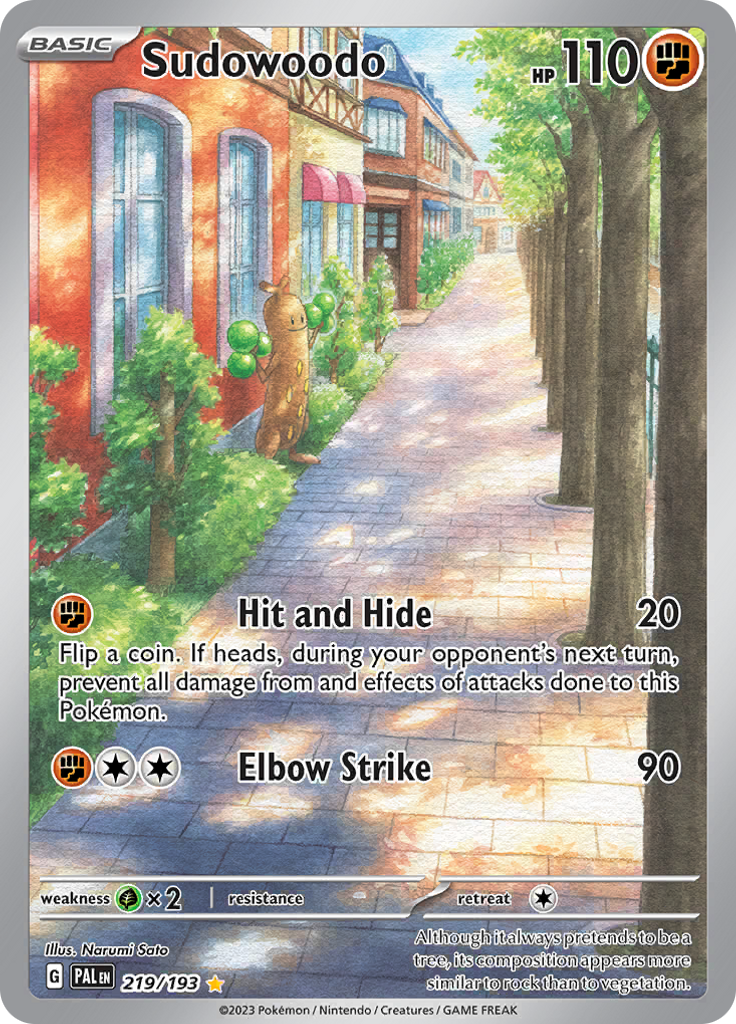 BASIC
Sudowoodo
HP 110
Hit and Hide 20
Flip a coin. If heads, during your opponent's next turn,
prevent all damage from and effects of attacks done to this
Pokémon.
Elbow Strike 90
weakness ×2 resistance retreat
Illus. Narumi Sato
Although it always pretends to be a
tree, its composition appears more
similar to rock than to vegetation.
G PAL EN 219/193
©2023 Pokémon / Nintendo / Creatures / GAME FREAK